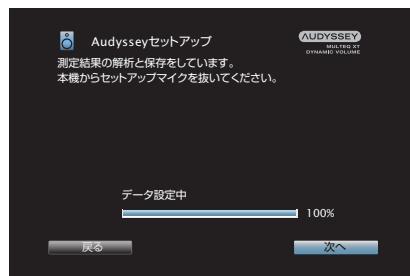 Audysseyセットアップ
AUDYSSEY
MULTEQ XT
DYNAMIC VOLUME
測定結果の解析と保存をしています。
本機からセットアップマイクを抜いてください。
データ設定中
100%
戻る
次へ